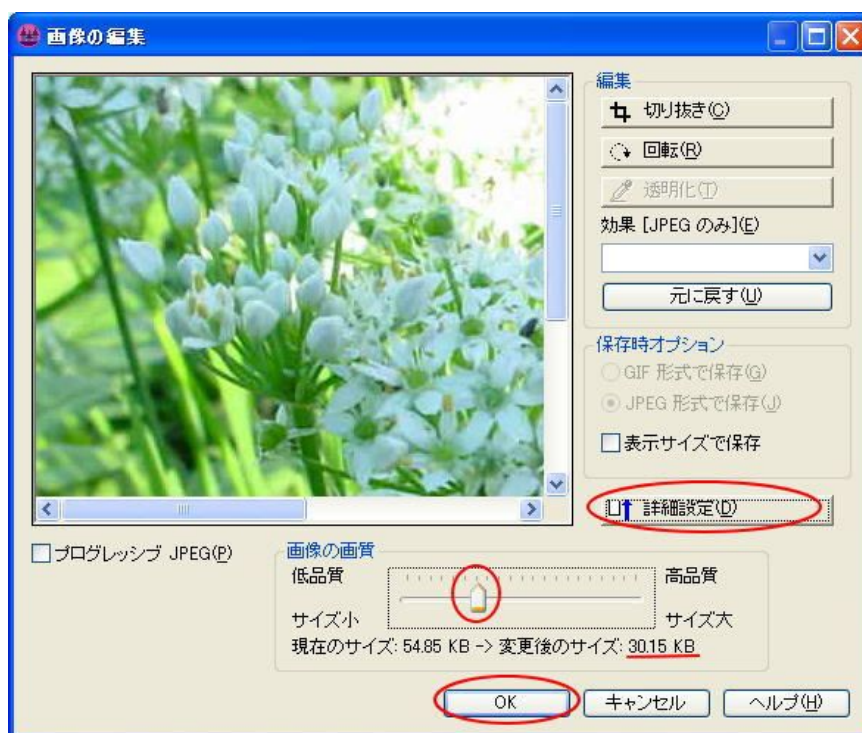 画像の編集
編集
切り抜き(C)
回転(R)
透明化(T)
効果 [JPEG のみ](E)
元に戻す(U)
保存時オプション
GIF 形式で保存(G)
JPEG 形式で保存(J)
表示サイズで保存
詳細設定(D)
プログレッシブ JPEG(P)
画像の画質
低品質 高品質
サイズ小 サイズ大
現在のサイズ: 54.85 KB -> 変更後のサイズ: 30.15 KB
OK キャンセル ヘルプ(H)